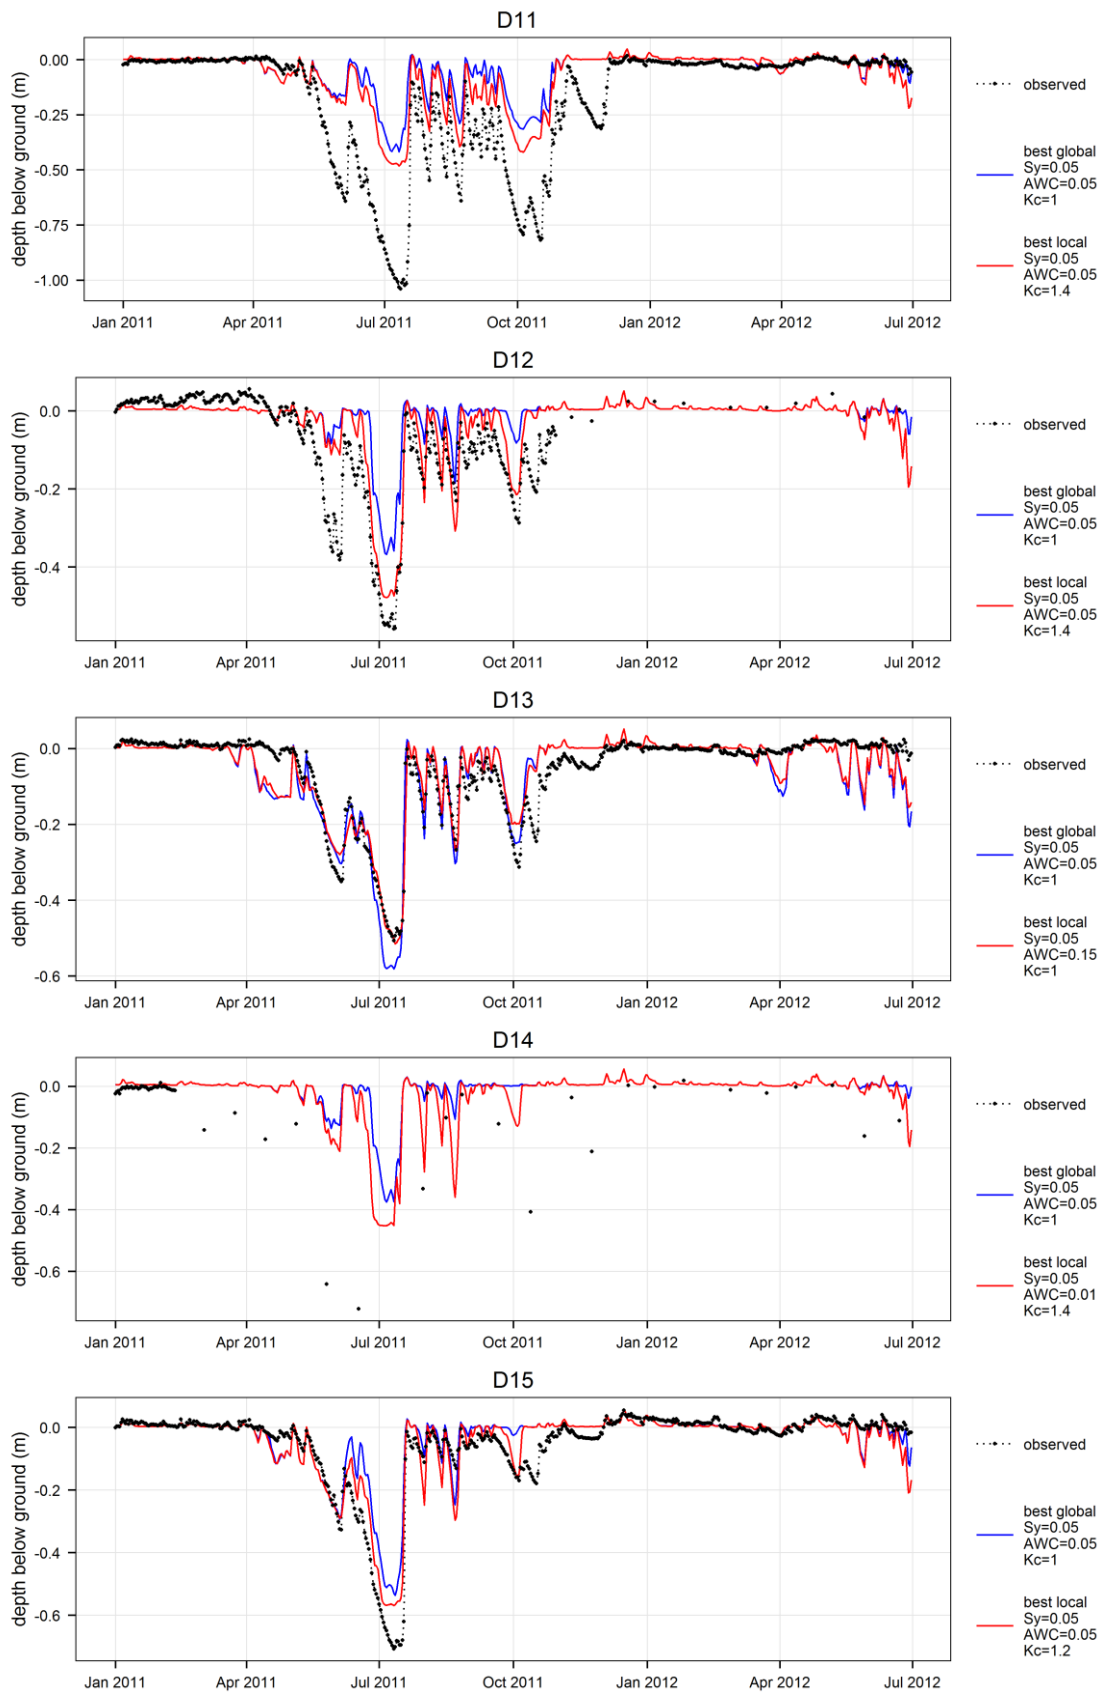 D11
depth below ground (m)
0.00
-0.25
-0.50
-0.75
-1.00
Jan 2011 Apr 2011 Jul 2011 Oct 2011 Jan 2012 Apr 2012 Jul 2012
observed
best global
Sy=0.05
AWC=0.05
Kc=1
best local
Sy=0.05
AWC=0.05
Kc=1.4
D12
depth below ground (m)
0.0
-0.2
-0.4
Jan 2011 Apr 2011 Jul 2011 Oct 2011 Jan 2012 Apr 2012 Jul 2012
observed
best global
Sy=0.05
AWC=0.05
Kc=1
best local
Sy=0.05
AWC=0.05
Kc=1.4
D13
depth below ground (m)
0.0
-0.2
-0.4
-0.6
Jan 2011 Apr 2011 Jul 2011 Oct 2011 Jan 2012 Apr 2012 Jul 2012
observed
best global
Sy=0.05
AWC=0.05
Kc=1
best local
Sy=0.05
AWC=0.15
Kc=1
D14
depth below ground (m)
0.0
-0.2
-0.4
-0.6
Jan 2011 Apr 2011 Jul 2011 Oct 2011 Jan 2012 Apr 2012 Jul 2012
observed
best global
Sy=0.05
AWC=0.05
Kc=1
best local
Sy=0.05
AWC=0.01
Kc=1.4
D15
depth below ground (m)
0.0
-0.2
-0.4
-0.6
Jan 2011 Apr 2011 Jul 2011 Oct 2011 Jan 2012 Apr 2012 Jul 2012
observed
best global
Sy=0.05
AWC=0.05
Kc=1
best local
Sy=0.05
AWC=0.05
Kc=1.2